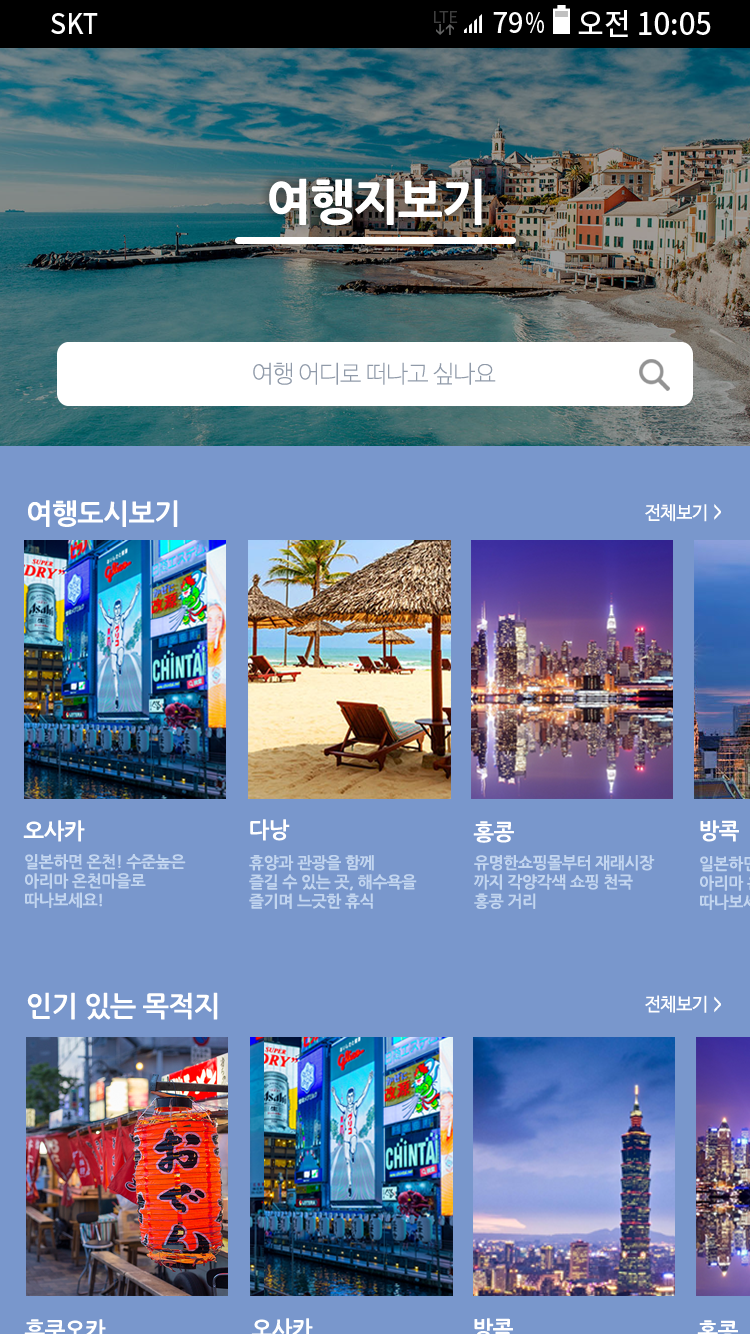 SKT
LTE 79% 오전 10:05
여행지보기
여행 어디로 떠나고 싶나요
여행도시보기
전체보기 >
SUPER
DRY"
Asahi
Glico
CHINTAI
오사카
일본하면 온천! 수준높은
아리마 온천마을로
따나보세요!
다낭
휴양과 관광을 함께
즐길 수 있는 곳, 해수욕을
즐기며 느긋한 휴식
홍콩
유명한쇼핑몰부터 재래시장
까지 각양각색 쇼핑 천국
홍콩 거리
방콕
일본하면
아리마
따나보세
인기 있는 목적지
전체보기 >
おでん
SUPER
DRY"
Asahi
Glico
CHINTAI
후쿠오카
오사카
방콕
홍콩